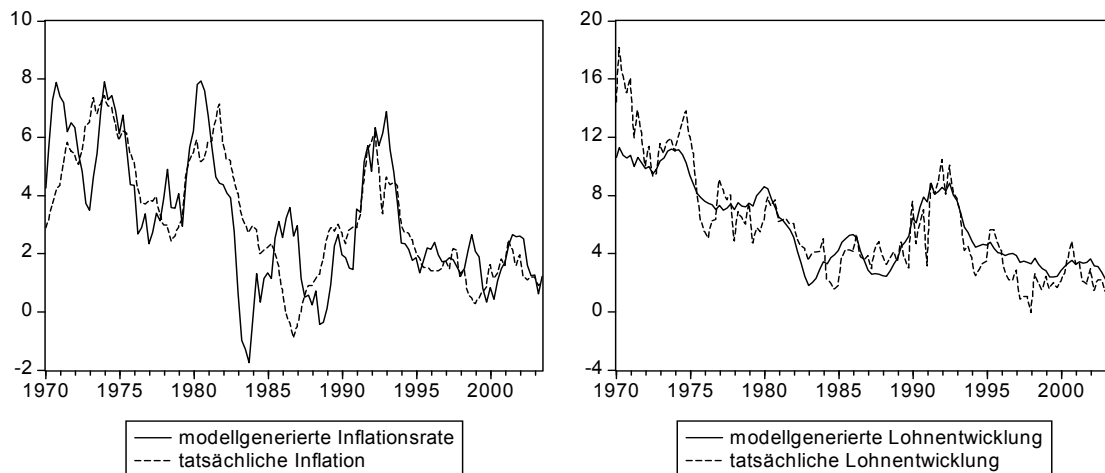 10
8
6
4
2
0
-2
1970 1975 1980 1985 1990 1995 2000
modellgenerierte Inflationsrate
tatsächliche Inflation
20
16
12
8
4
0
-4
1970 1975 1980 1985 1990 1995 2000
modellgenerierte Lohnentwicklung
tatsächliche Lohnentwicklung